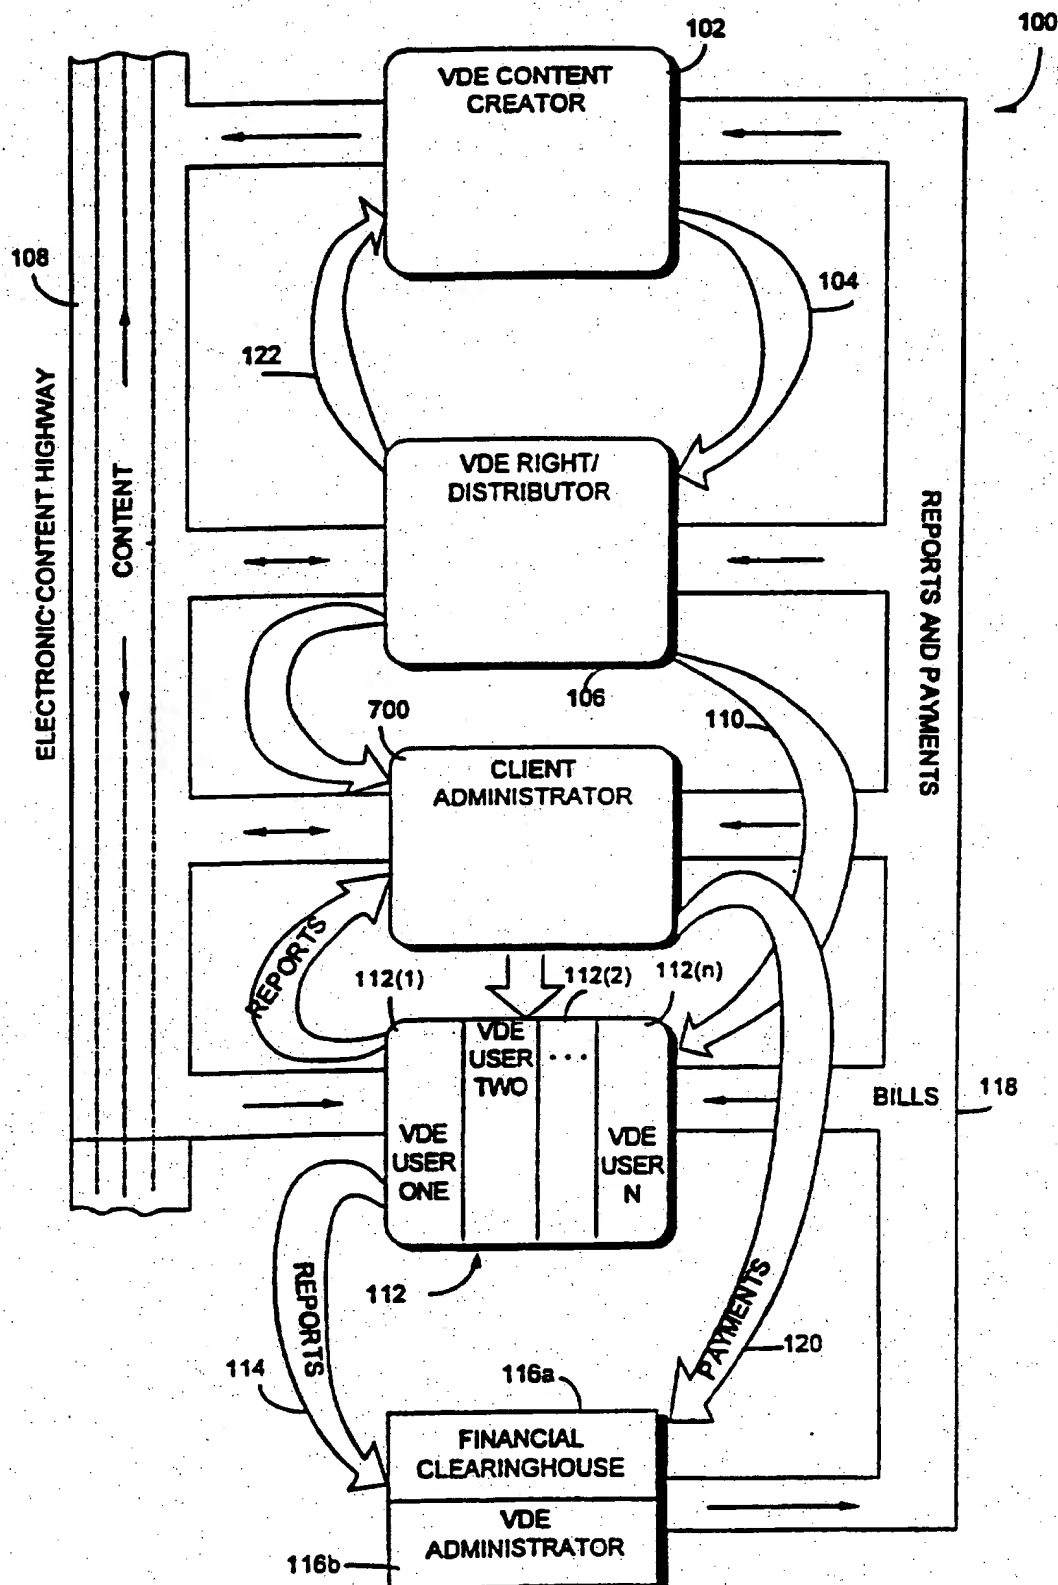 100
102
VDE CONTENT
CREATOR
108
104
122
ELECTRONIC CONTENT HIGHWAY
CONTENT
VDE RIGHT/
DISTRIBUTOR
REPORTS AND PAYMENTS
106
700
110
CLIENT
ADMINISTRATOR
REPORTS
112(1)
112(2)
112(n)
VDE
USER
TWO
...
VDE
USER
ONE
VDE
USER
N
BILLS
118
112
REPORTS
PAYMENTS
114
120
116a
FINANCIAL
CLEARINGHOUSE
VDE
ADMINISTRATOR
116b